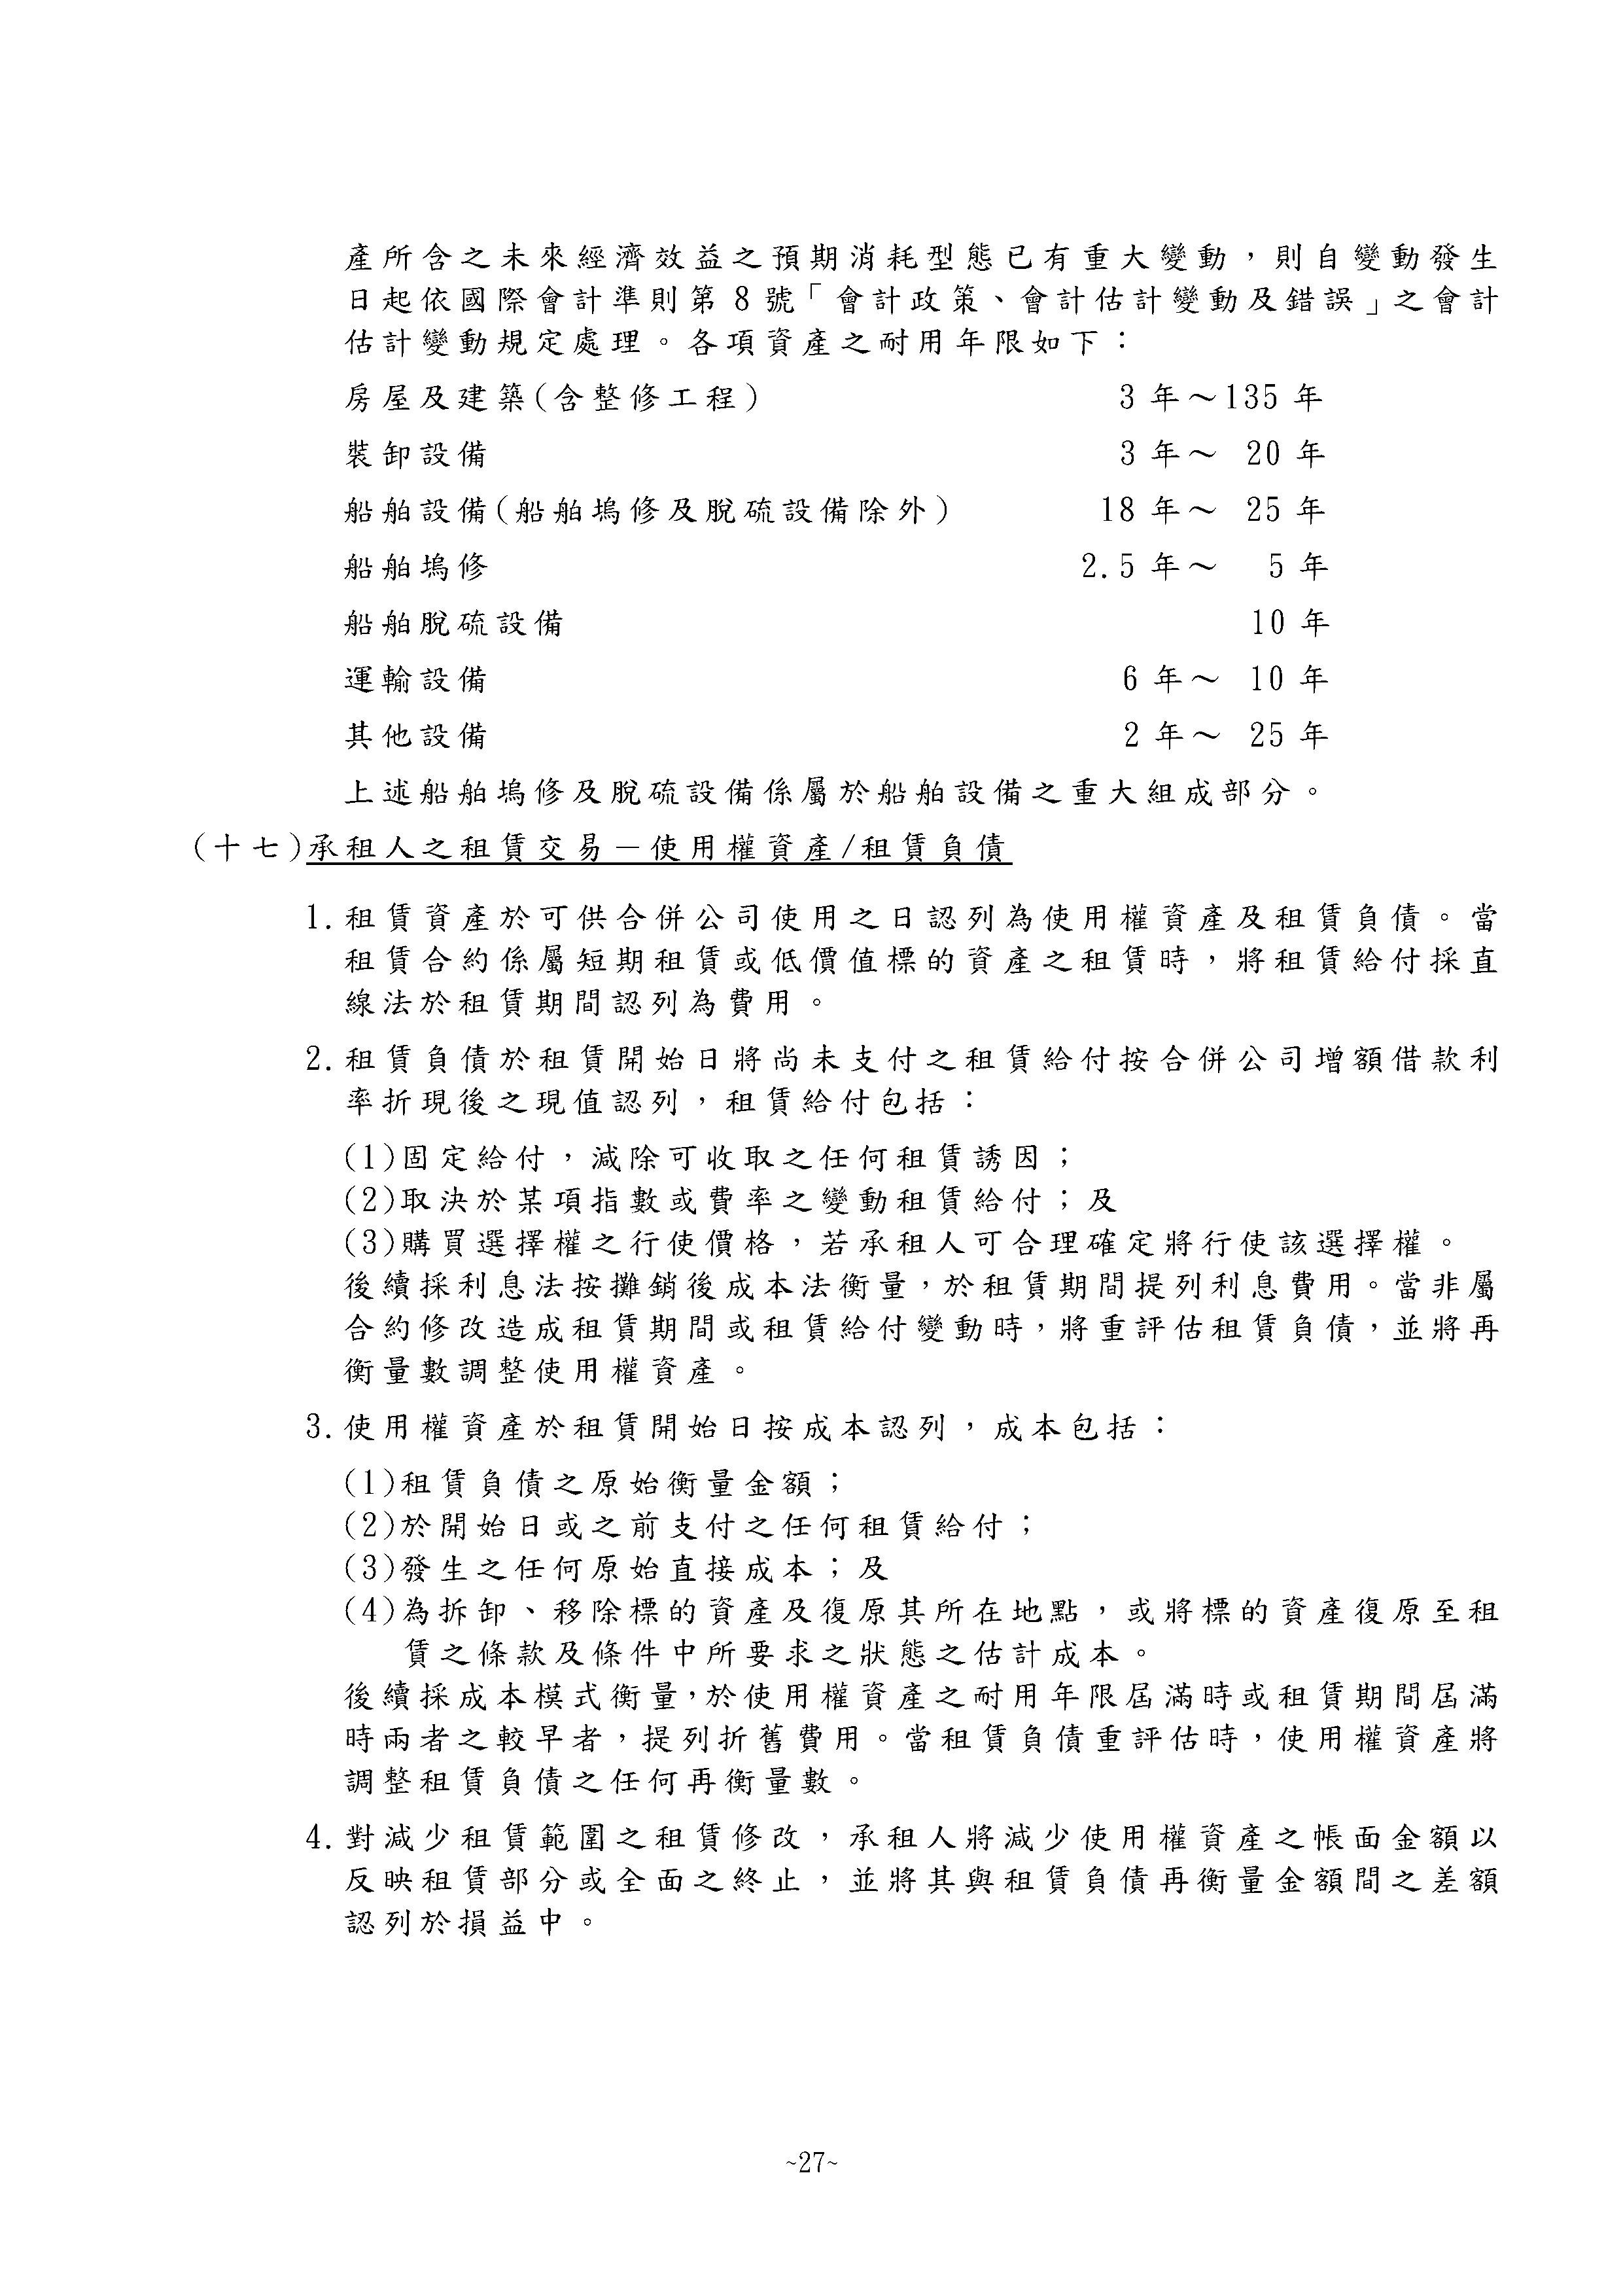 產所含之未來經濟效益之預期消耗型態已有重大變動，則自變動發生
日起依國際會計準則第 8 號「會計政策、會計估計變動及錯誤」之會計
估計變動規定處理。各項資產之耐用年限如下：
房屋及建築(含整修工程) 3 年～135 年
裝卸設備 3 年～ 20 年
船舶設備(船舶塢修及脫硫設備除外) 18 年～ 25 年
船舶塢修 2.5 年～ 5 年
船舶脫硫設備 10 年
運輸設備 6 年～ 10 年
其他設備 2 年～ 25 年
上述船舶塢修及脫硫設備係屬於船舶設備之重大組成部分。
(十七)承租人之租賃交易－使用權資產/租賃負債
1.租賃資產於可供合併公司使用之日認列為使用權資產及租賃負債。當
租賃合約係屬短期租賃或低價值標的資產之租賃時，將租賃給付採直
線法於租賃期間認列為費用。
2.租賃負債於租賃開始日將尚未支付之租賃給付按合併公司增額借款利
率折現後之現值認列，租賃給付包括：
(1)固定給付，減除可收取之任何租賃誘因；
(2)取決於某項指數或費率之變動租賃給付；及
(3)購買選擇權之行使價格，若承租人可合理確定將行使該選擇權。
後續採利息法按攤銷後成本法衡量，於租賃期間提列利息費用。當非屬
合約修改造成租賃期間或租賃給付變動時，將重評估租賃負債，並將再
衡量數調整使用權資產。
3.使用權資產於租賃開始日按成本認列，成本包括：
(1)租賃負債之原始衡量金額；
(2)於開始日或之前支付之任何租賃給付；
(3)發生之任何原始直接成本；及
(4)為拆卸、移除標的資產及復原其所在地點，或將標的資產復原至租
賃之條款及條件中所要求之狀態之估計成本。
後續採成本模式衡量，於使用權資產之耐用年限屆滿時或租賃期間屆滿
時兩者之較早者，提列折舊費用。當租賃負債重評估時，使用權資產將
調整租賃負債之任何再衡量數。
4.對減少租賃範圍之租賃修改，承租人將減少使用權資產之帳面金額以
反映租賃部分或全面之終止，並將其與租賃負債再衡量金額間之差額
認列於損益中。
~27~